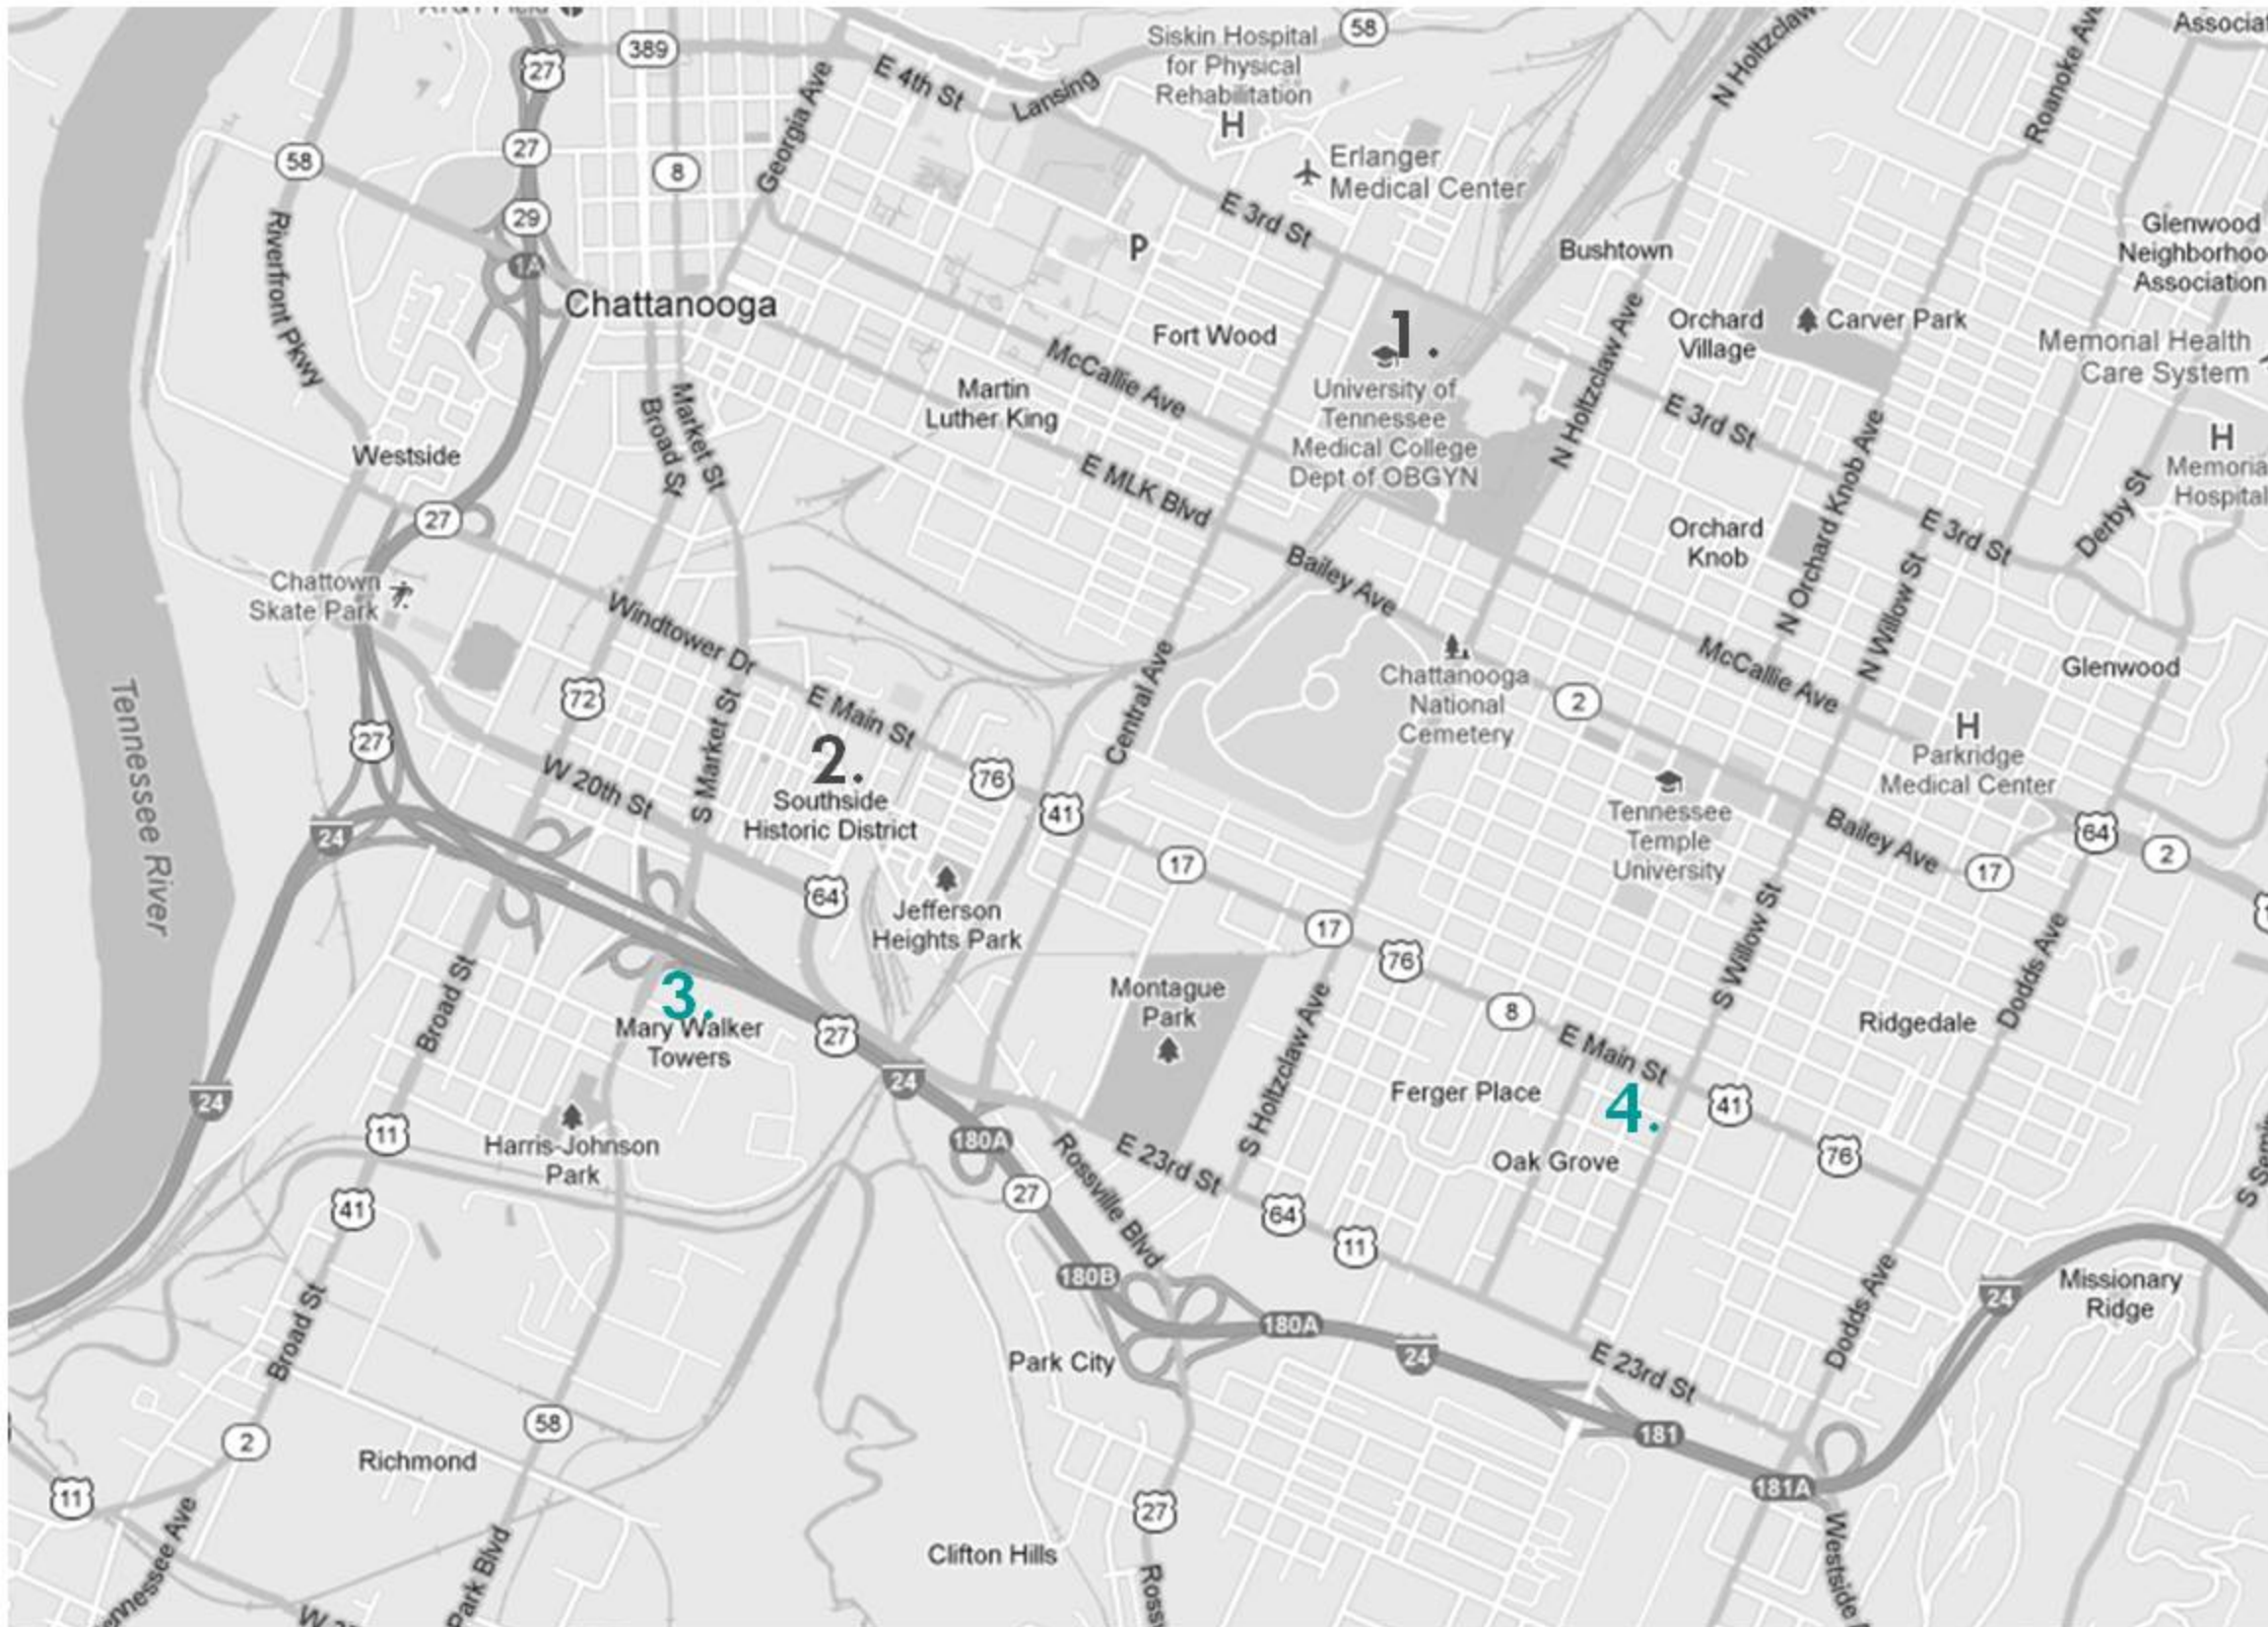 389
27
58
27
8
29
1A
Georgia Ave
E 4th St
Lansing
Siskin Hospital
for Physical
Rehabilitation
H
58
Erlanger
Medical Center
E 3rd St
P
N Holtzclaw
Roanoke Ave
Bushtown
Glenwood
Association
Riverfront Pkwy
Chattanooga
Fort Wood
1.
University of
Tennessee
Medical College
Dept of OBGYN
N Holtzclaw Ave
Orchard
Village
Carver Park
Memorial Health
Care System
H
Hospital
E 3rd St
Market St
Broad St
Martin
Luther King
McCallie Ave
E MLK Blvd
Westside
27
Orchard
Knob
N Orchard Knob Ave
E 3rd St
Derby St
Bailey Ave
N Willow St
Chattown
Skate Park
Windtower Dr
Central Ave
Chattanooga
National
Cemetery
2
McCallie Ave
Glenwood
72
27
E Main St
S Market St
2.
Southside
Historic District
76
41
W 20th St
H
Parkridge
Medical Center
Tennessee
Temple
University
Bailey Ave
64
2
17
Tennessee River
24
64
Jefferson
Heights Park
17
17
76
S Willow St
Dodds Ave
Broad St
3.
Mary Walker
Towers
27
24
Montague
Park
S Holtzclaw Ave
8
E Main St
Ridgedale
Ferger Place
4.
41
Oak Grove
76
24
11
Harris-Johnson
Park
41
180A
27
Rossville Blvd
E 23rd St
64
11
180B
180A
24
Park City
E 23rd St
Dodds Ave
24
Missionary
Ridge
Broad St
2
58
Richmond
181
181A
11
27
Clifton Hills
Westside
Park Blvd